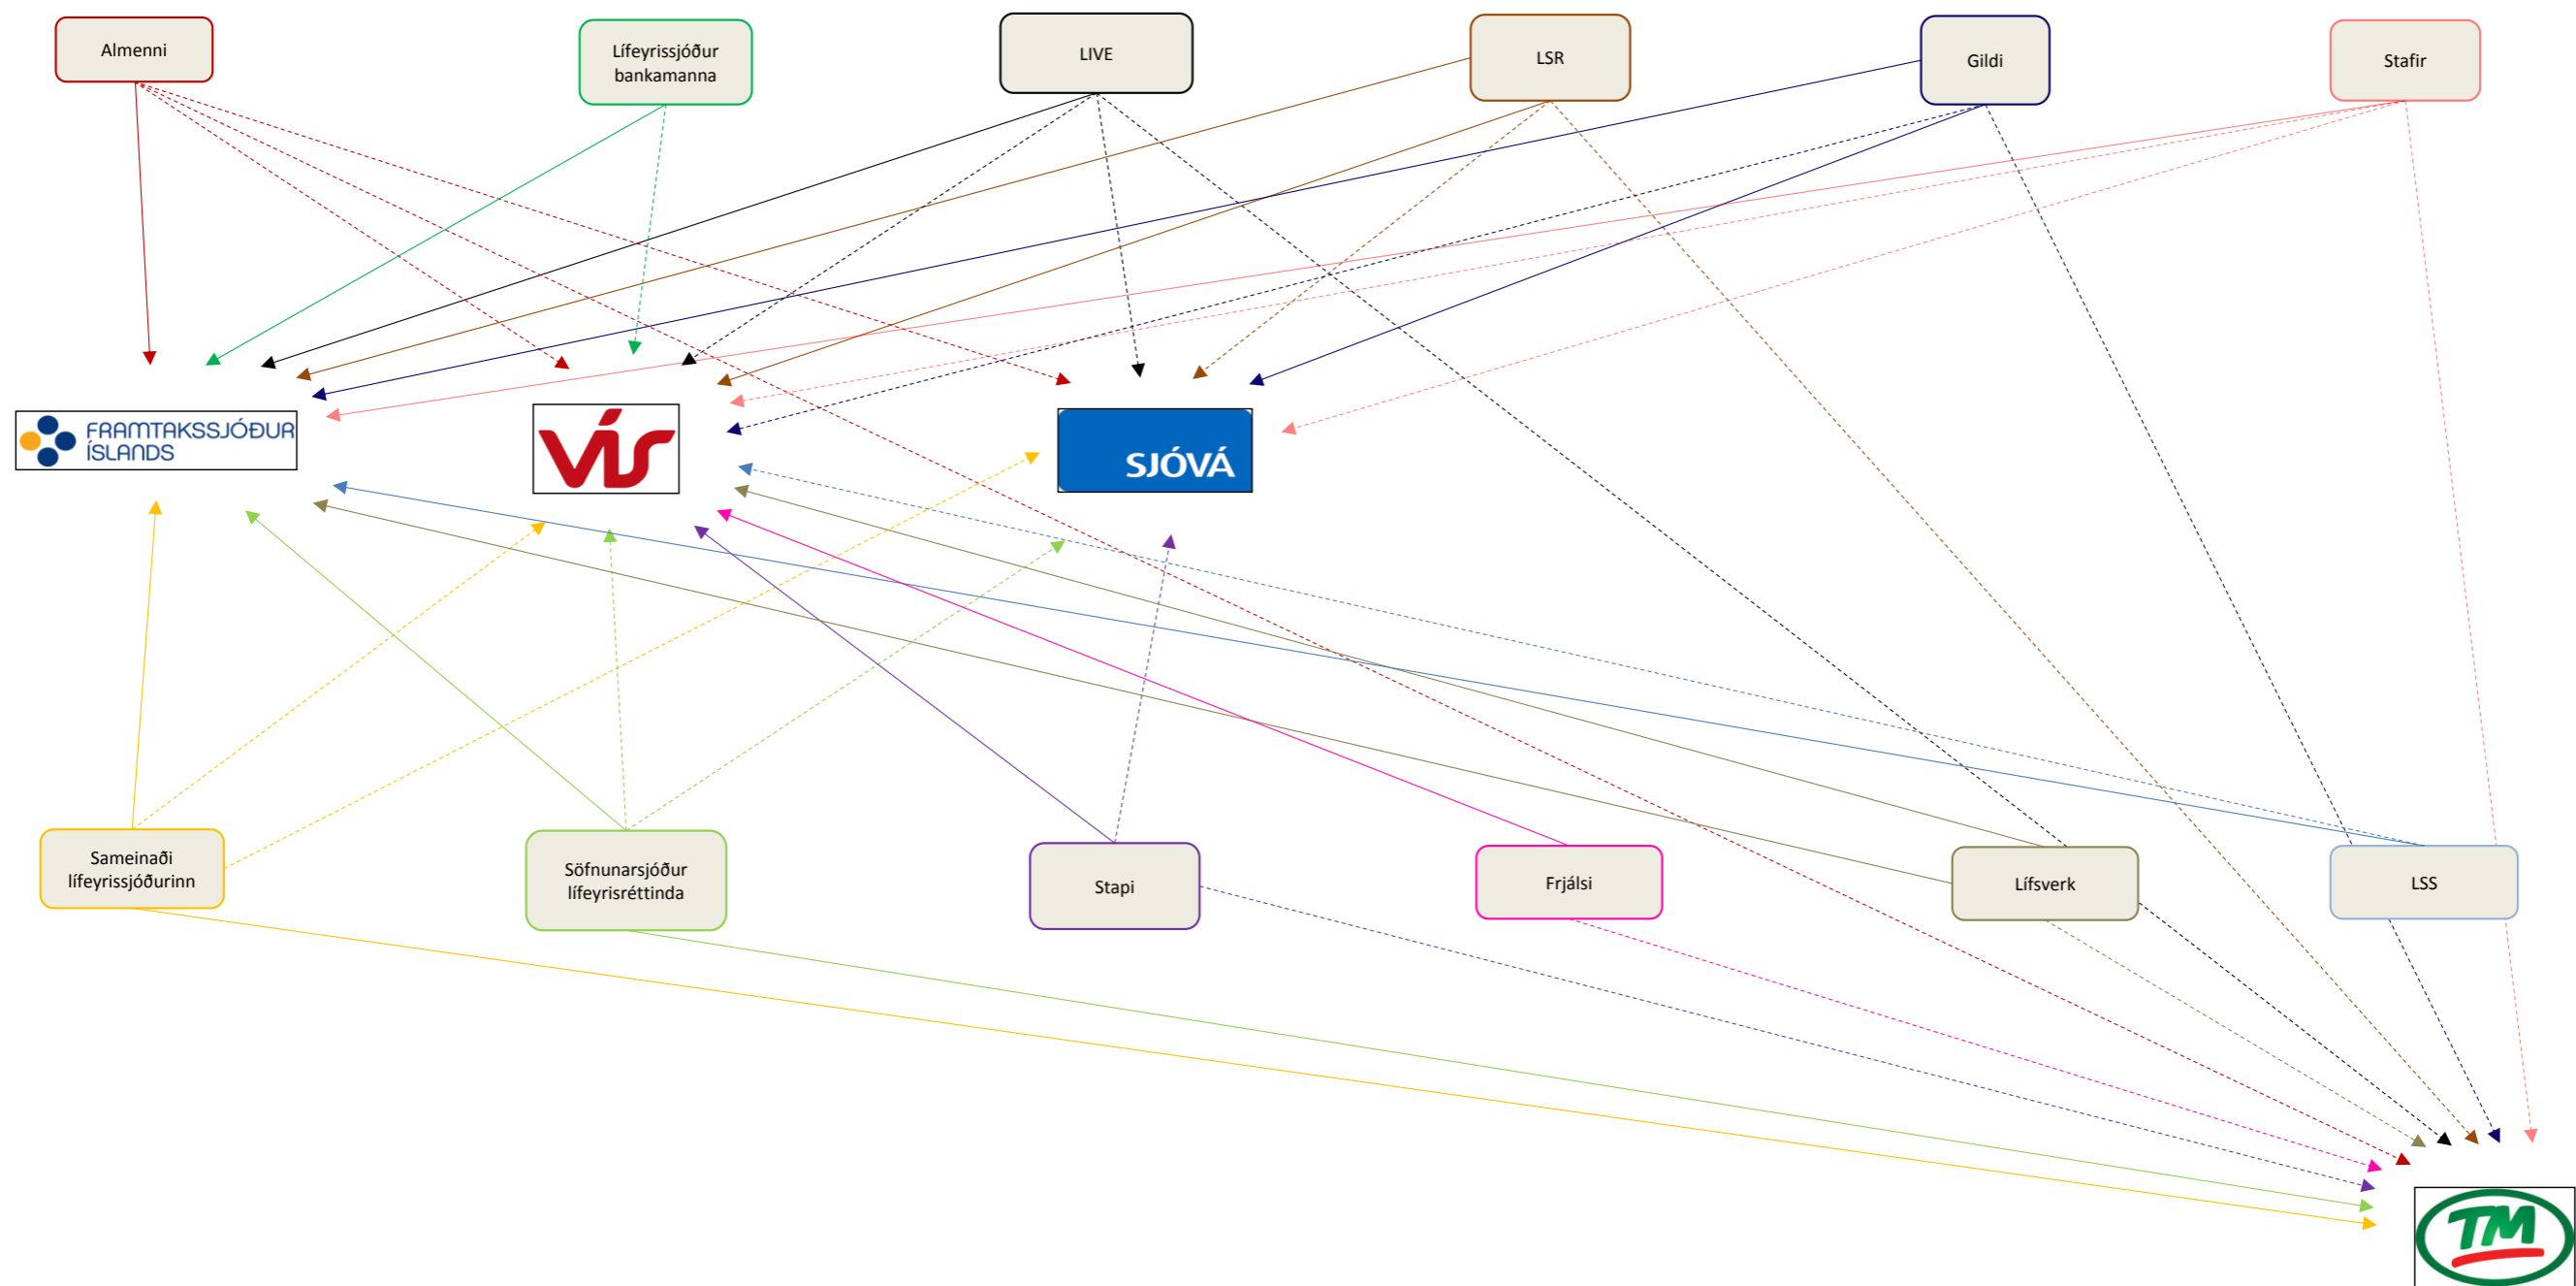 Almenni
Lífeyrissjóður
bankamanna
LIVE
LSR
Gildi
Stafir
FRAMTAKSSJÓÐUR
ÍSLANDS
VÍS
SJÓVÁ
Sameinaði
lífeyrissjóðurinn
Söfnunarsjóður
lífeyrisréttinda
Stapi
Frjálsi
Lífsverk
LSS
TM